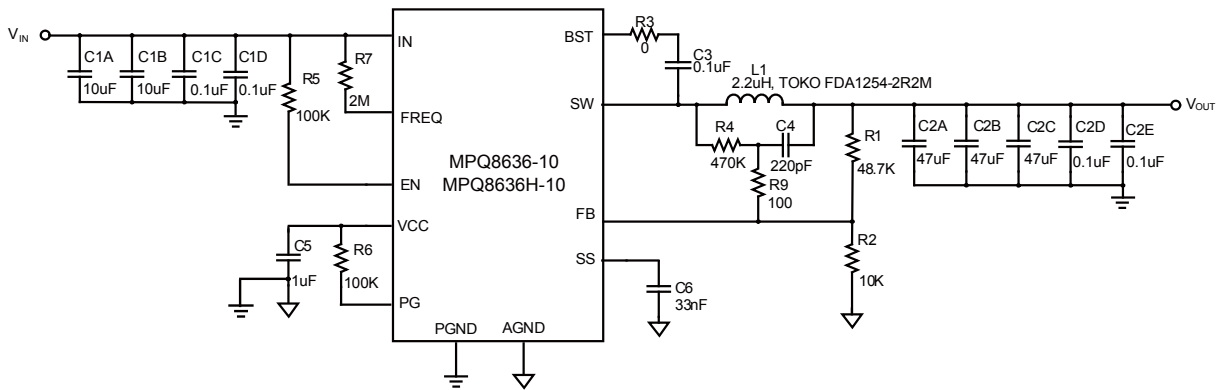 VIN
C1A
10uF
C1B
10uF
C1C
0.1uF
C1D
0.1uF
R5
100K
R7
2M
IN
FREQ
EN
VCC
PG
C5
1uF
R6
100K
MPQ8636-10
MPQ8636H-10
PGND
AGND
BST
SW
FB
SS
R3
0
C3
0.1uF
L1
2.2uH, TOKO FDA1254-2R2M
R4
470K
C4
220pF
R9
100
R1
48.7K
R2
10K
C6
33nF
C2A
47uF
C2B
47uF
C2C
47uF
C2D
0.1uF
C2E
0.1uF
VOUT